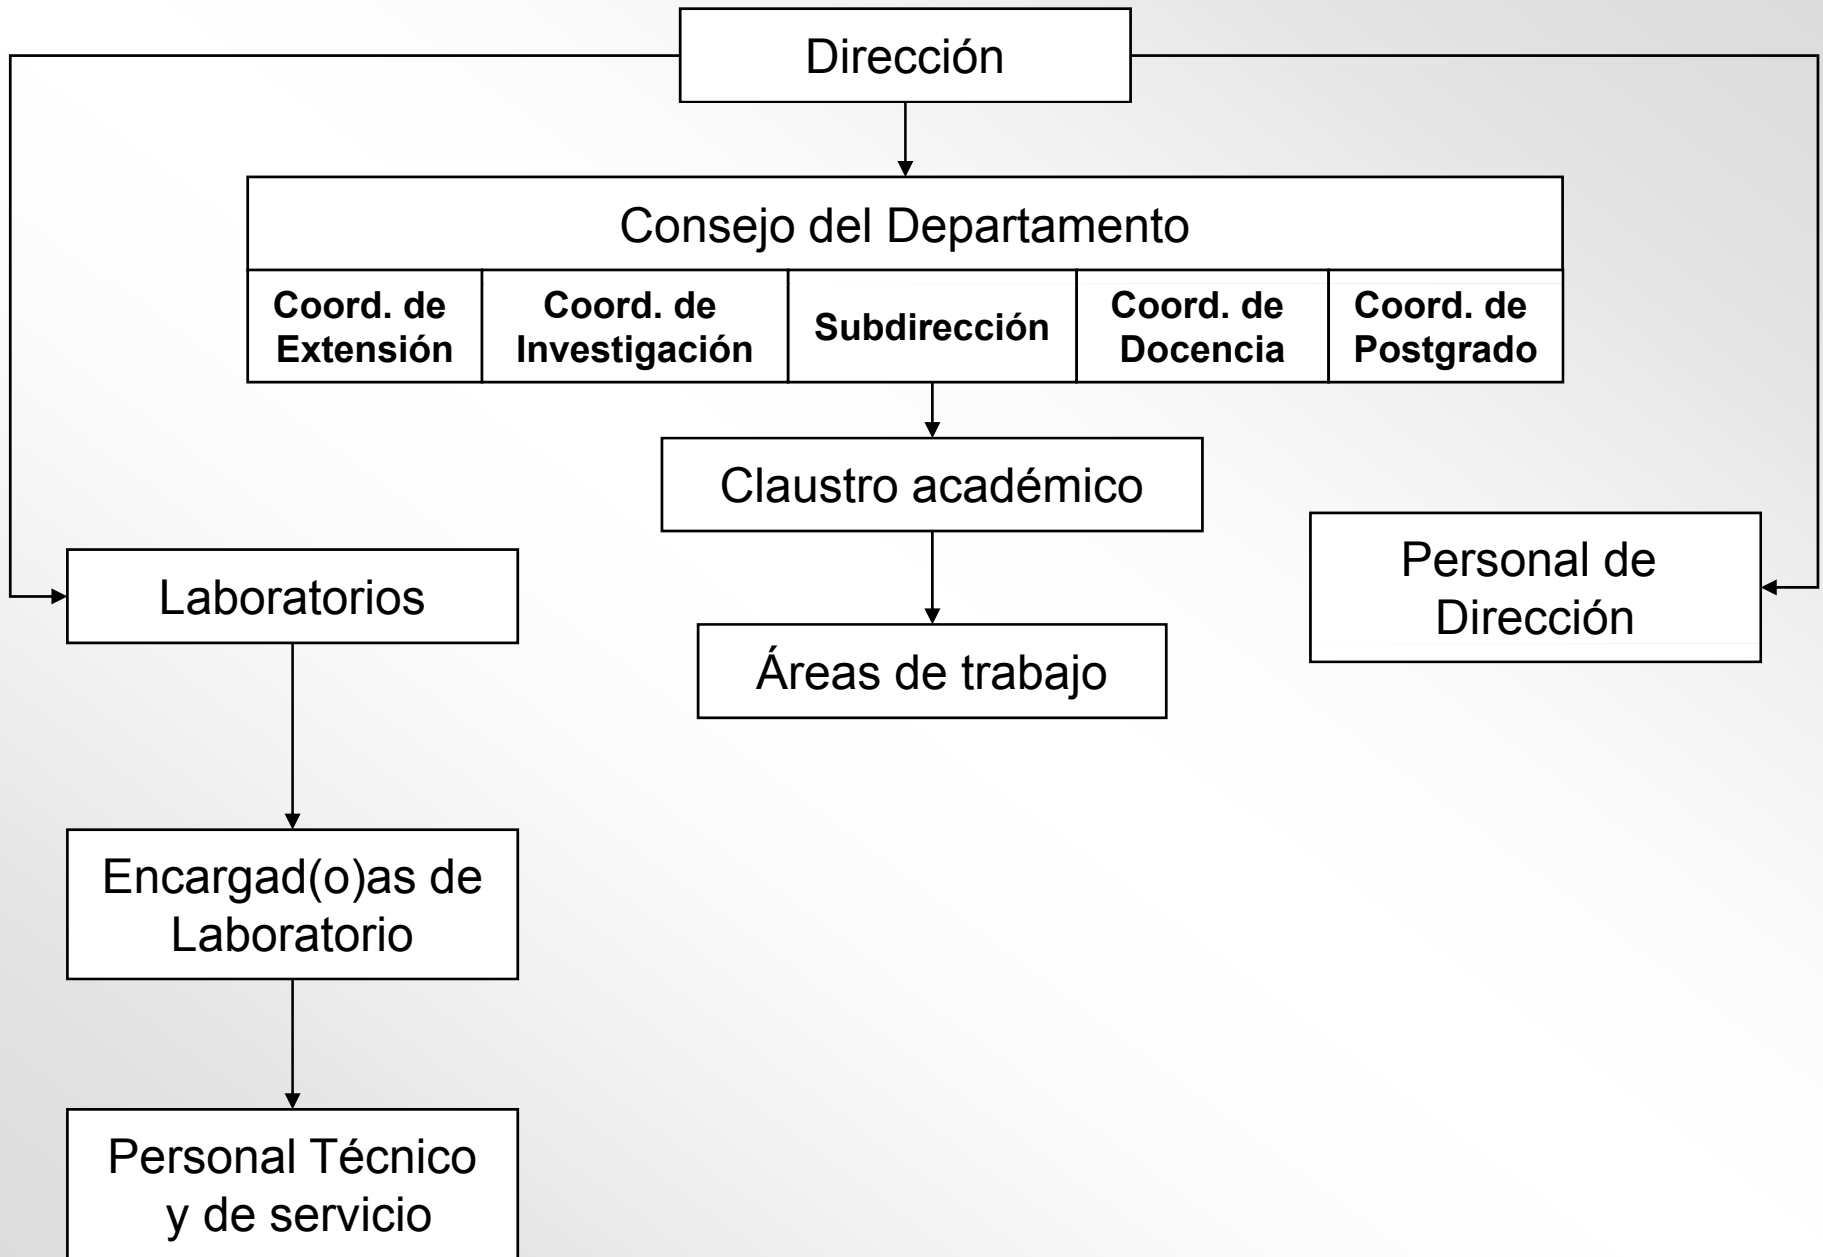 Dirección
Consejo del Departamento
Coord. de
Extensión
Coord. de
Investigación
Subdirección
Coord. de
Docencia
Coord. de
Postgrado
Claustro académico
Laboratorios
Áreas de trabajo
Personal de
Dirección
Encargad(o)as de
Laboratorio
Personal Técnico
y de servicio